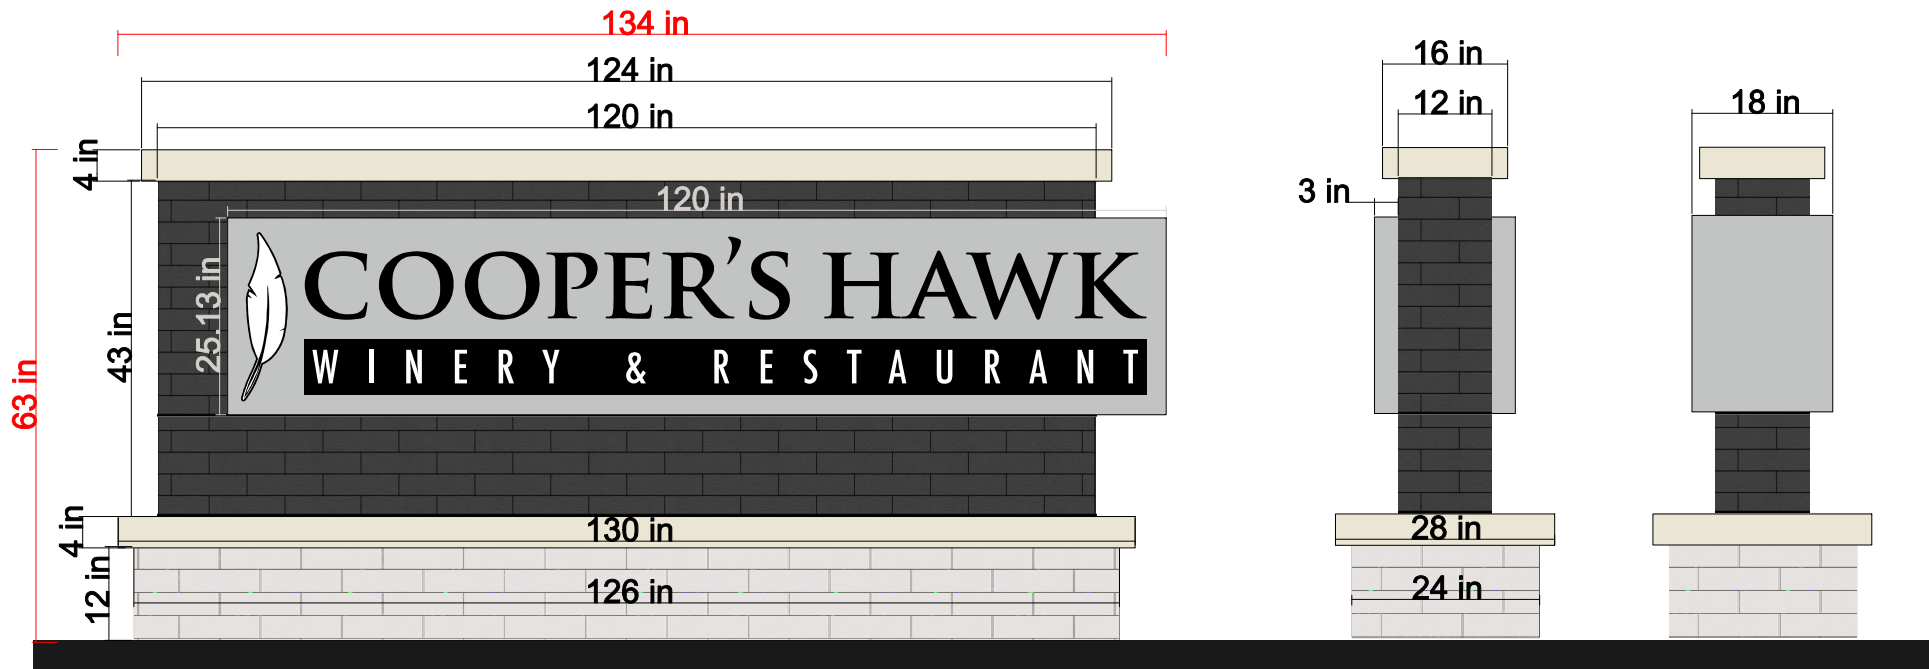 134 in
124 in
120 in
4 in
120 in
25.13 in
43 in
63 in
COOPER'S HAWK
WINERY & RESTAURANT
4 in
130 in
12 in
126 in
16 in
12 in
3 in
28 in
24 in
18 in